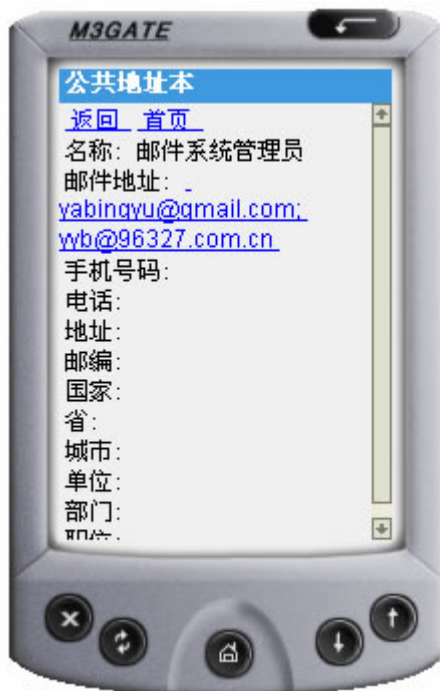 M3GATE
公共地址本
返回 首页
名称: 邮件系统管理员
邮件地址:
yabingyu@gmail.com;
yyb@96327.com.cn
手机号码:
电话:
地址:
邮编:
国家:
省:
城市:
单位:
部门:
职位: